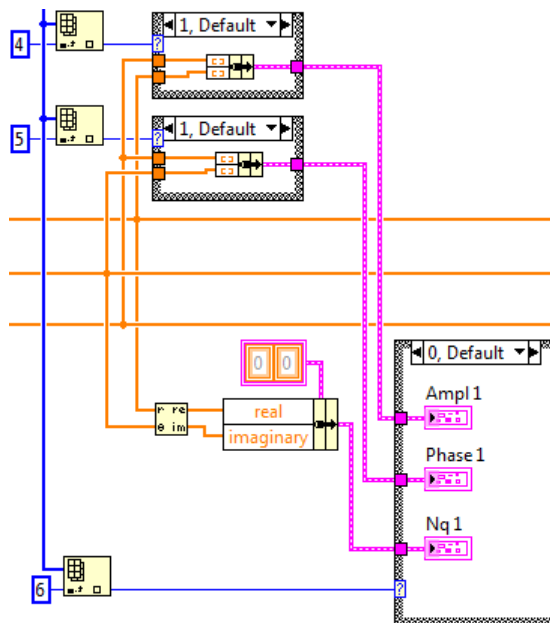 1, Default
4
?
1, Default
5
?
0 0
0, Default
Ampl 1
r re
real
θ im
imaginary
Phase 1
Nq 1
6
?